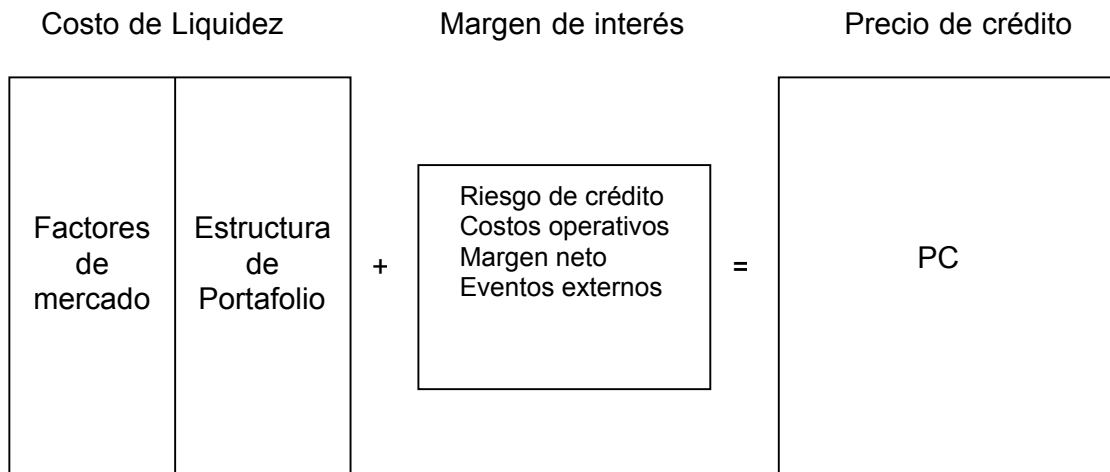 Costo de Liquidez
Margen de interés
Precio de crédito
Factores
de
mercado
Estructura
de
Portafolio
+
Riesgo de crédito
Costos operativos
Margen neto
Eventos externos
=
PC